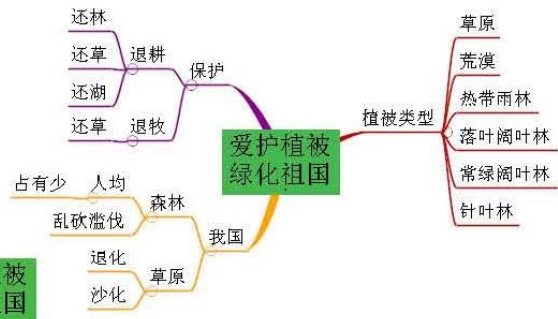 爱护植被
绿化祖国
植被类型
草原
荒漠
热带雨林
落叶阔叶林
常绿阔叶林
针叶林
保护
退耕
还林
还草
还湖
退牧
还草
我国
森林
人均
占有少
乱砍滥伐
草原
退化
沙化
被
国